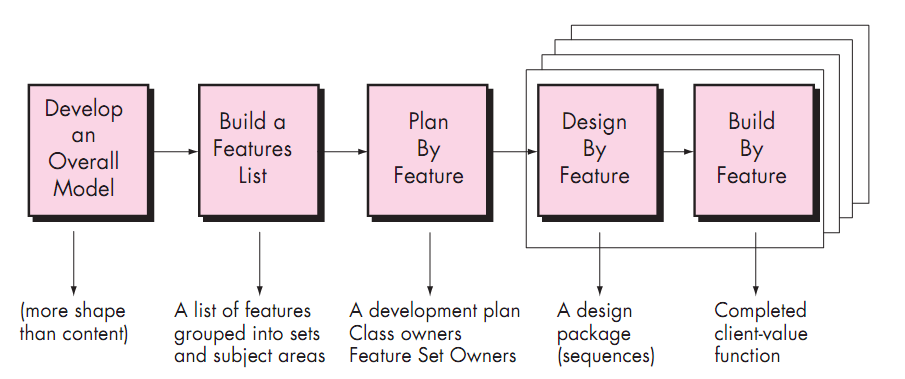 Develop
an
Overall
Model
Build a
Features
List
Plan
By
Feature
Design
By
Feature
Build
By
Feature
(more shape
than content)
A list of features
grouped into sets
and subject areas
A development plan
Class owners
Feature Set Owners
A design
package
(sequences)
Completed
client-value
function